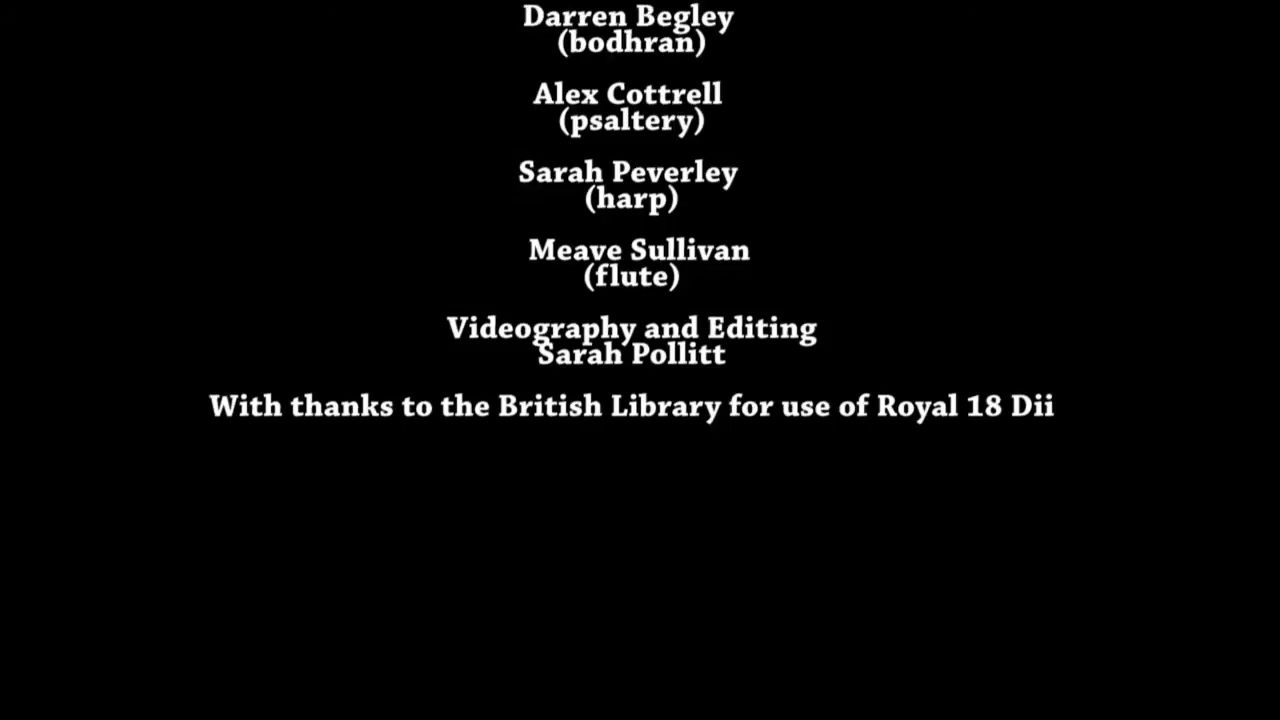 Darren Begley
(bodhran)
Alex Cottrell
(psaltery)
Sarah Peverley
(harp)
Meave Sullivan
(flute)
Videography and Editing
Sarah Pollitt
With thanks to the British Library for use of Royal 18 Dii